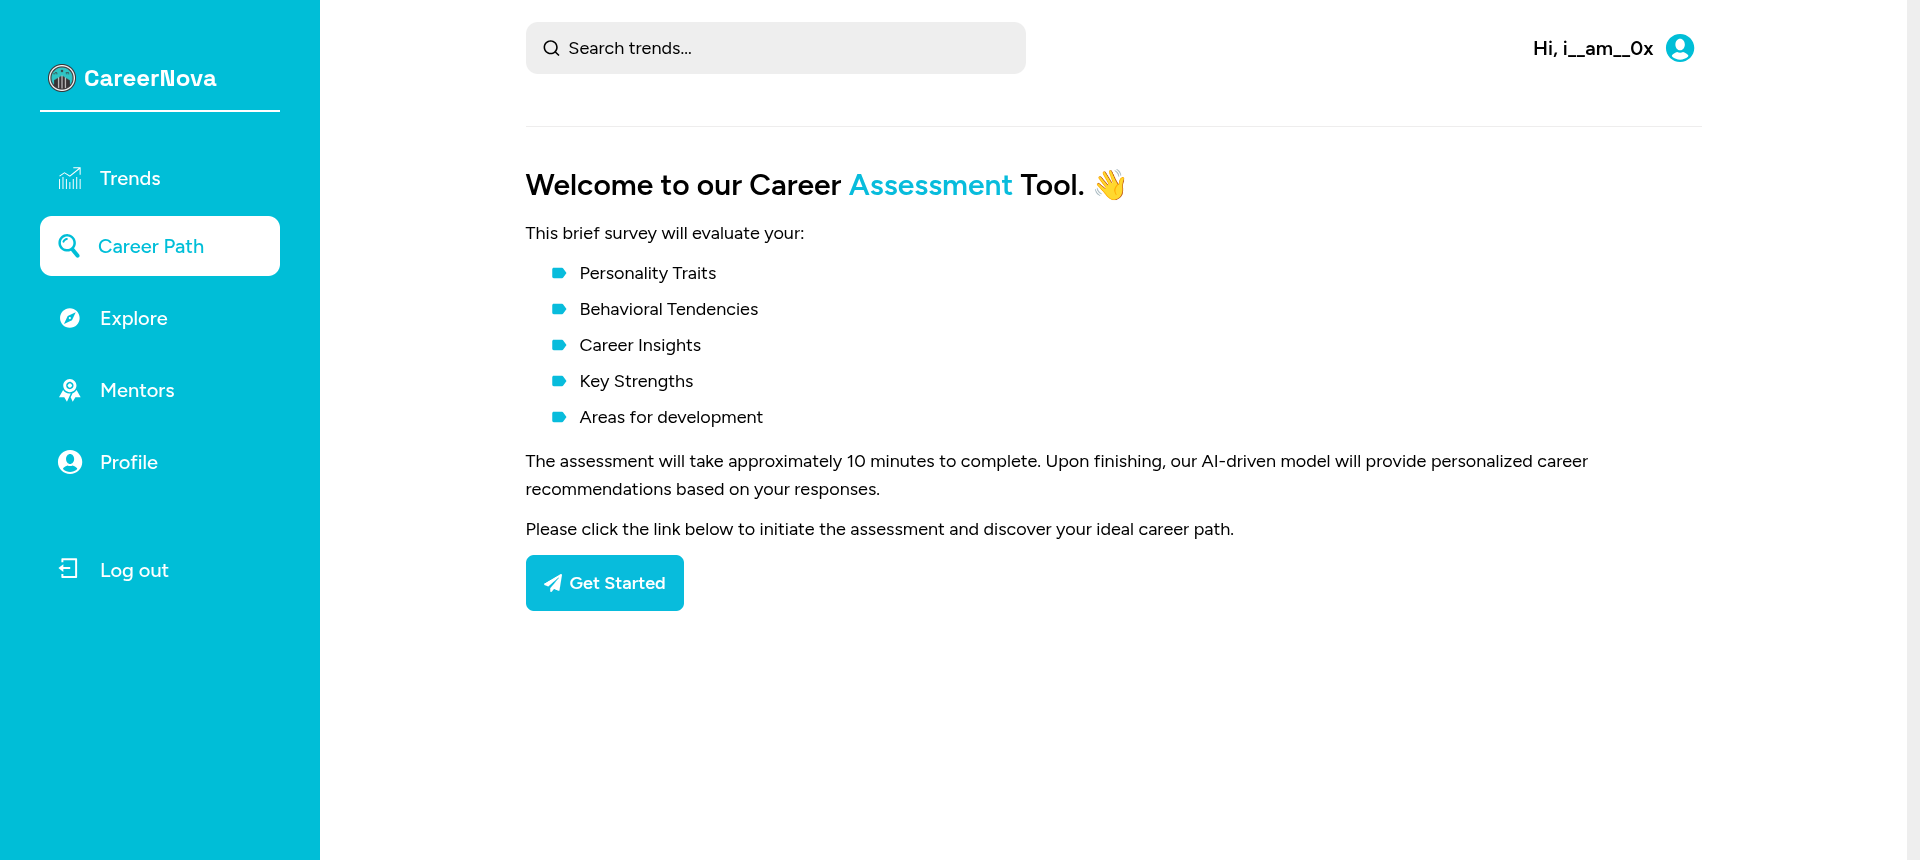 CareerNova
Trends
Career Path
Explore
Mentors
Profile
Log out
Search trends...
Hi, i__am__0x
Welcome to our Career Assessment Tool. 👋
This brief survey will evaluate your:
Personality Traits
Behavioral Tendencies
Career Insights
Key Strengths
Areas for development
The assessment will take approximately 10 minutes to complete. Upon finishing, our AI-driven model will provide personalized career
recommendations based on your responses.
Please click the link below to initiate the assessment and discover your ideal career path.
Get Started